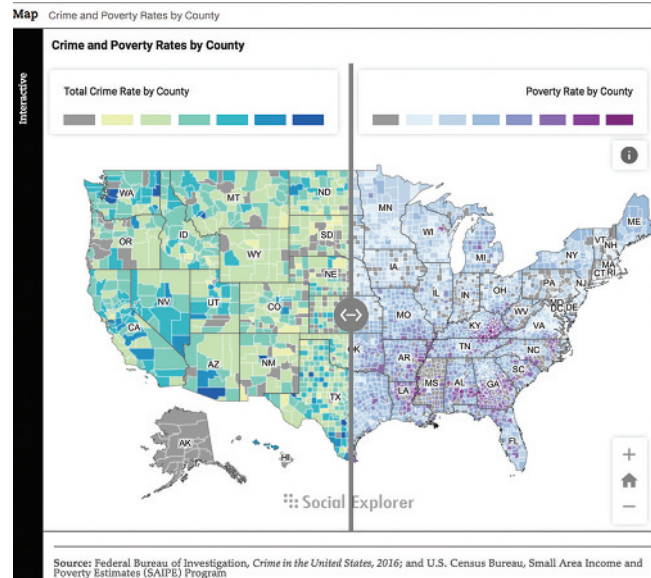 Map Crime and Poverty Rates by County
Interactive
Crime and Poverty Rates by County
Total Crime Rate by County
Poverty Rate by County
i
WA
MT
ND
MN
ME
OR
ID
SD
WI
VT
NH
WY
MI
NY
MA
CT RI
NE
IA
PA
NJ
NV
UT
CO
IL
IN
OH
MD
DE
DC
CA
MO
WV
VA
KY
AZ
NM
OK
AR
TN
NC
SC
TX
LA
MS
AL
GA
FL
AK
HI
Social Explorer
+
−
Source: Federal Bureau of Investigation, Crime in the United States, 2016; and U.S. Census Bureau, Small Area Income and
Poverty Estimates (SAIPE) Program